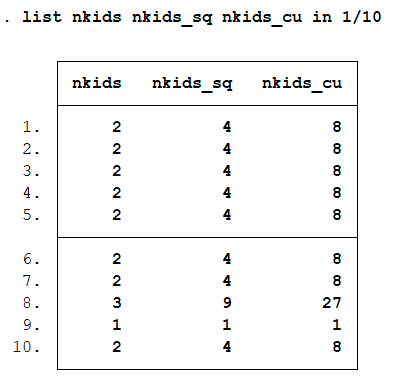 . list nkids nkids_sq nkids_cu in 1/10
nkids nkids_sq nkids_cu
1. 2 4 8
2. 2 4 8
3. 2 4 8
4. 2 4 8
5. 2 4 8
6. 2 4 8
7. 2 4 8
8. 3 9 27
9. 1 1 1
10. 2 4 8